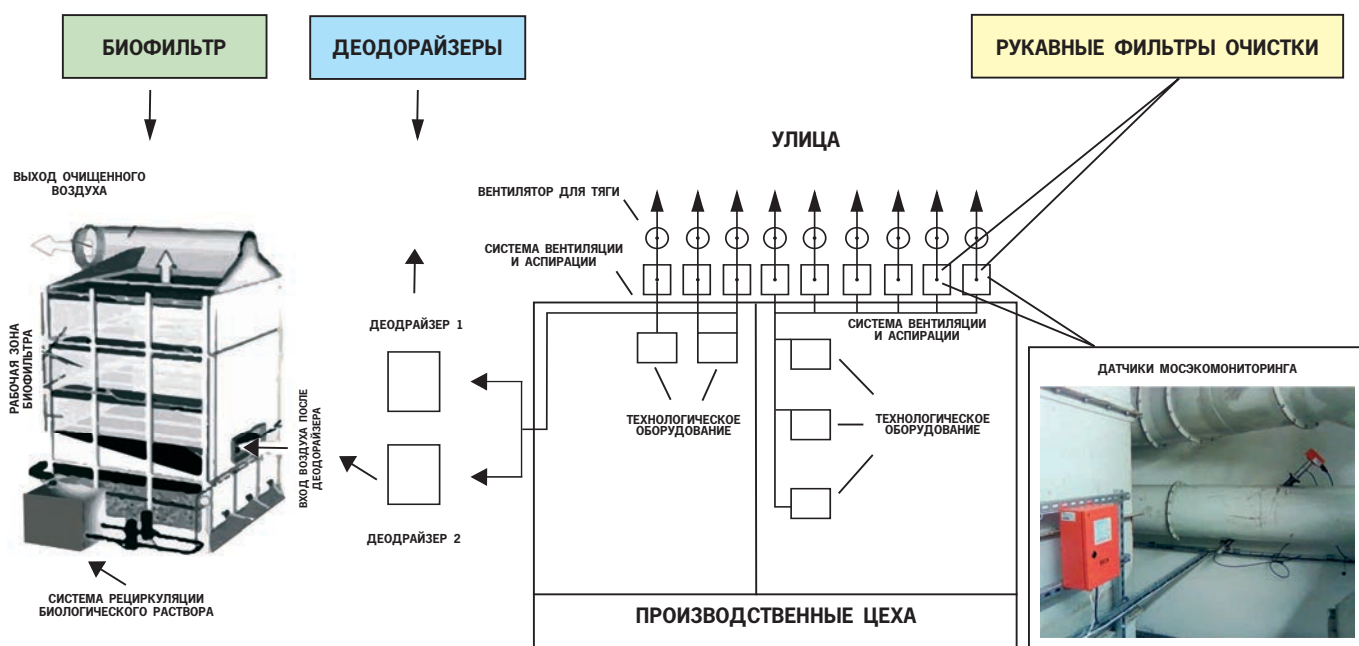 БИОФИЛЬТР
ДЕОДОРАЙЗЕРЫ
РУКАВНЫЕ ФИЛЬТРЫ ОЧИСТКИ
УЛИЦА
ВЫХОД ОЧИЩЕННОГО
ВОЗДУХА
ВЕНТИЛЯТОР ДЛЯ ТЯГИ
СИСТЕМА ВЕНТИЛЯЦИИ
И АСПИРАЦИИ
ДЕОДРАЙЗЕР 1
СИСТЕМА ВЕНТИЛЯЦИИ
И АСПИРАЦИИ
РАБОЧАЯ ЗОНА
БИОФИЛЬТРА
ДАТЧИКИ МОСЭКОМОНИТОРИНГА
ТЕХНОЛОГИЧЕСКОЕ
ОБОРУДОВАНИЕ
ТЕХНОЛОГИЧЕСКОЕ
ОБОРУДОВАНИЕ
ВХОД ВОЗДУХА ПОСЛЕ
ДЕОДОРАЙЗЕРА
ДЕОДРАЙЗЕР 2
СИСТЕМА РЕЦИРКУЛЯЦИИ
БИОЛОГИЧЕСКОГО РАСТВОРА
ПРОИЗВОДСТВЕННЫЕ ЦЕХА